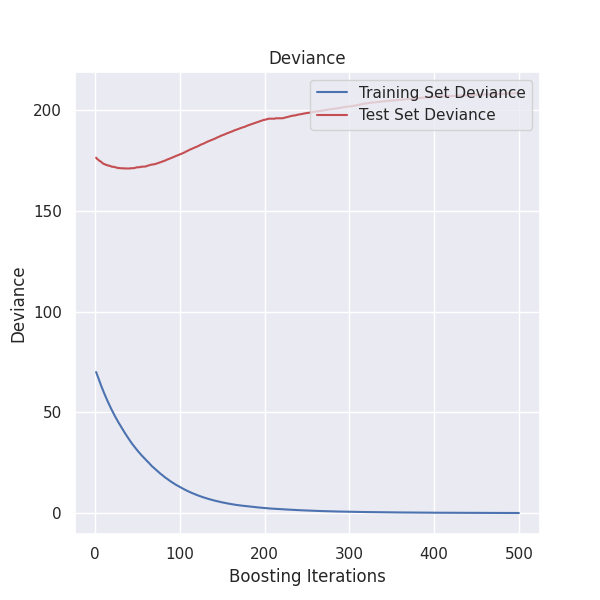 Deviance
Training Set Deviance
Test Set Deviance
200
150
100
50
0
Deviance
0 100 200 300 400 500
Boosting Iterations